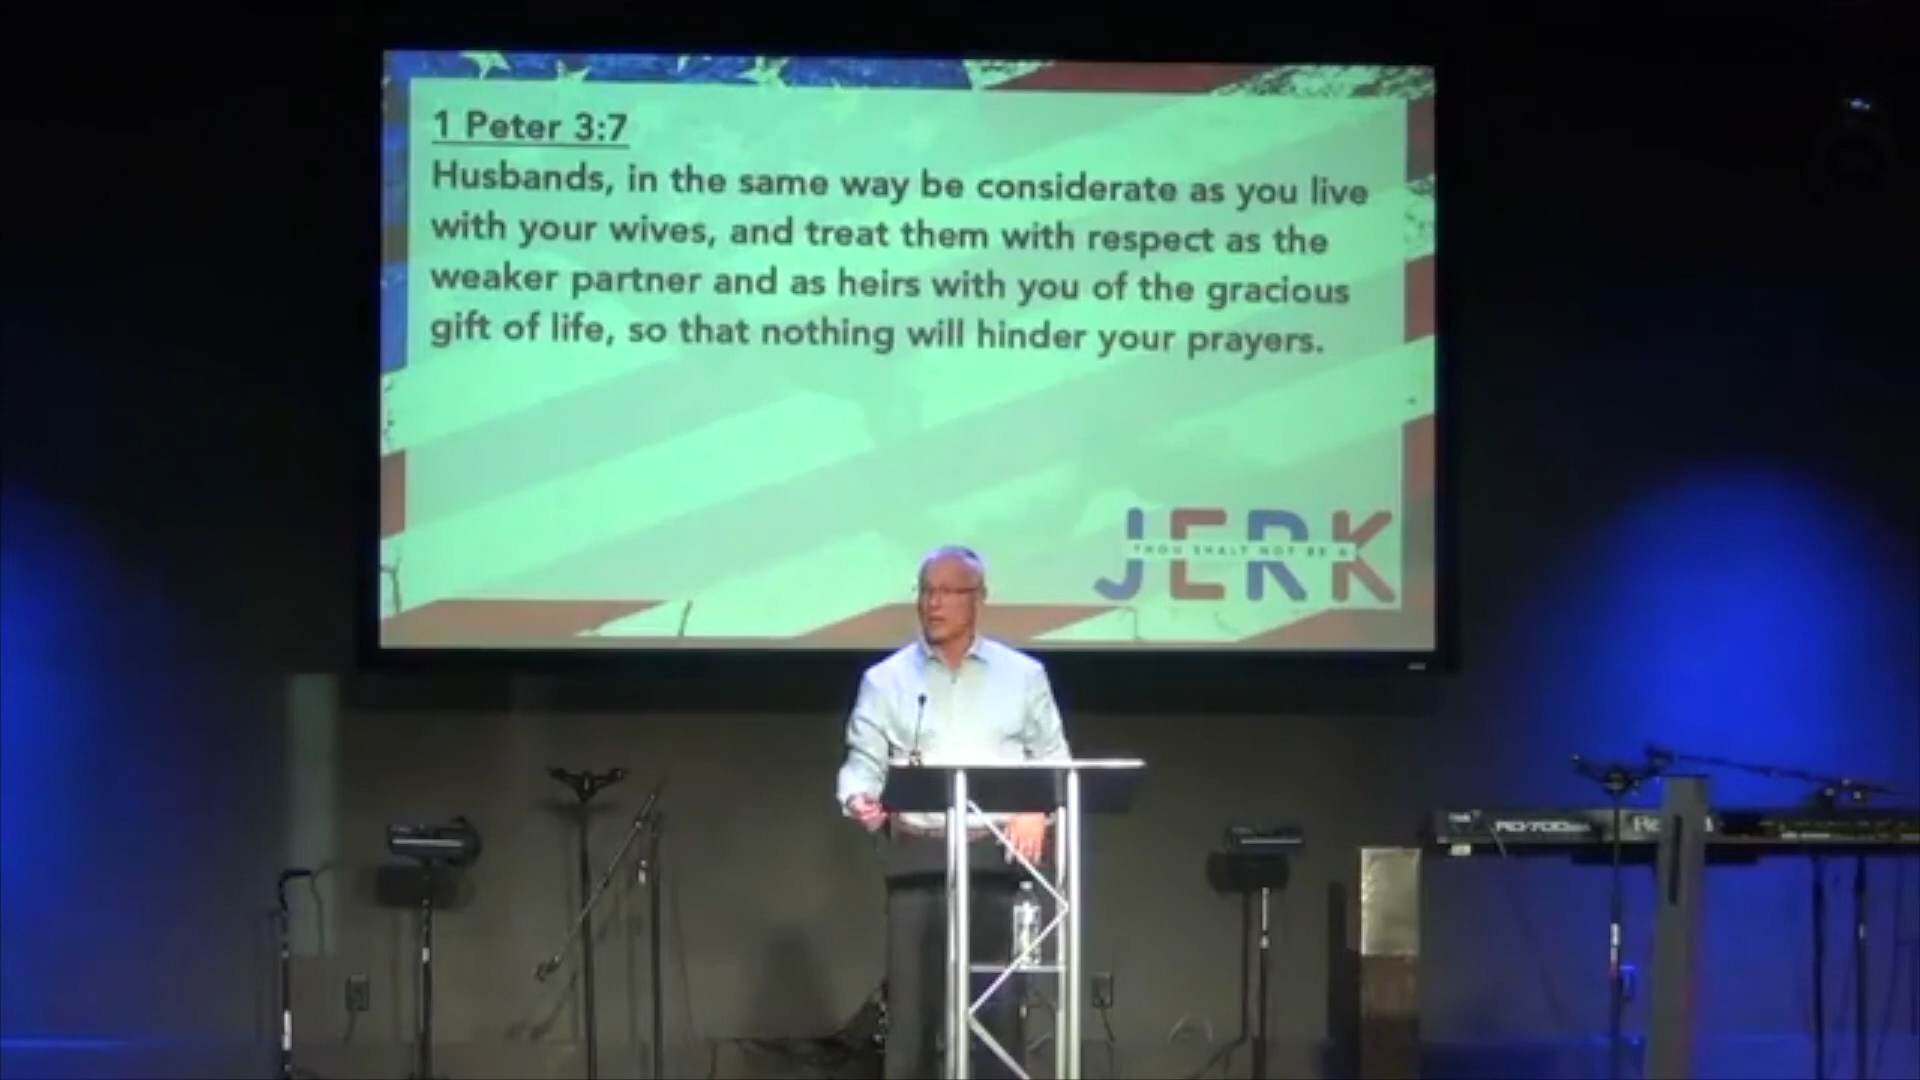 1 Peter 3:7
Husbands, in the same way be considerate as you live
with your wives, and treat them with respect as the
weaker partner and as heirs with you of the gracious
gift of life, so that nothing will hinder your prayers.
JERK
THOU SHALT NOT BE A
RD-700